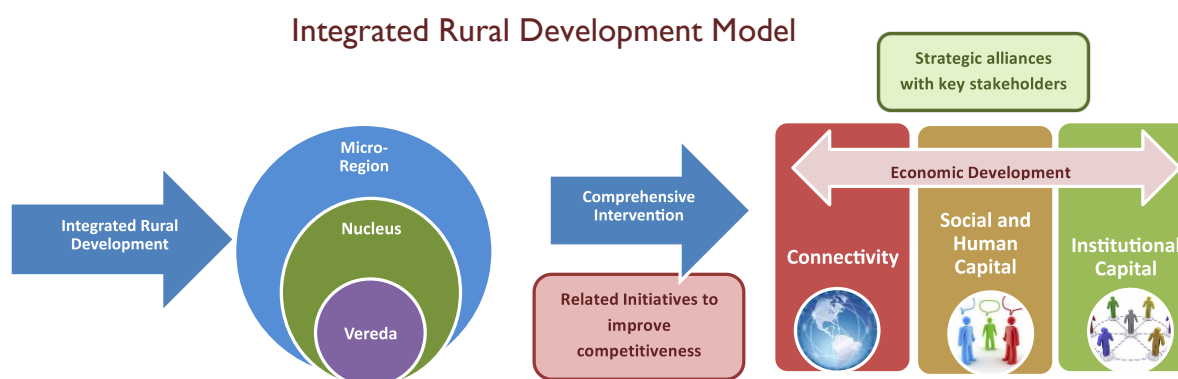 Integrated Rural Development Model
Strategic alliances
with key stakeholders
Integrated Rural
Development
Micro-
Region
Nucleus
Vereda
Comprehensive
Intervention
Related Initiatives to
improve
competitiveness
Economic Development
Connectivity
Social and
Human
Capital
Institutional
Capital